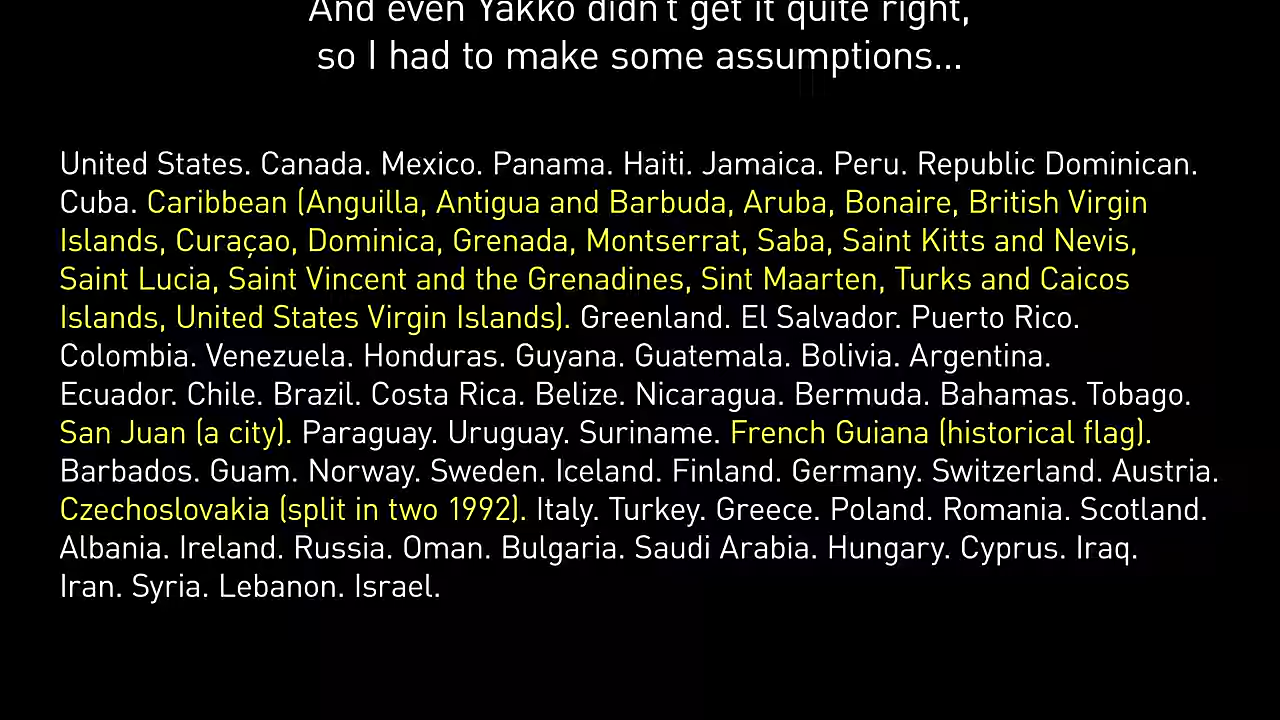 And even Yakko didn't get it quite right,
so I had to make some assumptions...
United States. Canada. Mexico. Panama. Haiti. Jamaica. Peru. Republic Dominican.
Cuba. Caribbean (Anguilla, Antigua and Barbuda, Aruba, Bonaire, British Virgin
Islands, Curaçao, Dominica, Grenada, Montserrat, Saba, Saint Kitts and Nevis,
Saint Lucia, Saint Vincent and the Grenadines, Sint Maarten, Turks and Caicos
Islands, United States Virgin Islands). Greenland. El Salvador. Puerto Rico.
Colombia. Venezuela. Honduras. Guyana. Guatemala. Bolivia. Argentina.
Ecuador. Chile. Brazil. Costa Rica. Belize. Nicaragua. Bermuda. Bahamas. Tobago.
San Juan (a city). Paraguay. Uruguay. Suriname. French Guiana (historical flag).
Barbados. Guam. Norway. Sweden. Iceland. Finland. Germany. Switzerland. Austria.
Czechoslovakia (split in two 1992). Italy. Turkey. Greece. Poland. Romania. Scotland.
Albania. Ireland. Russia. Oman. Bulgaria. Saudi Arabia. Hungary. Cyprus. Iraq.
Iran. Syria. Lebanon. Israel.